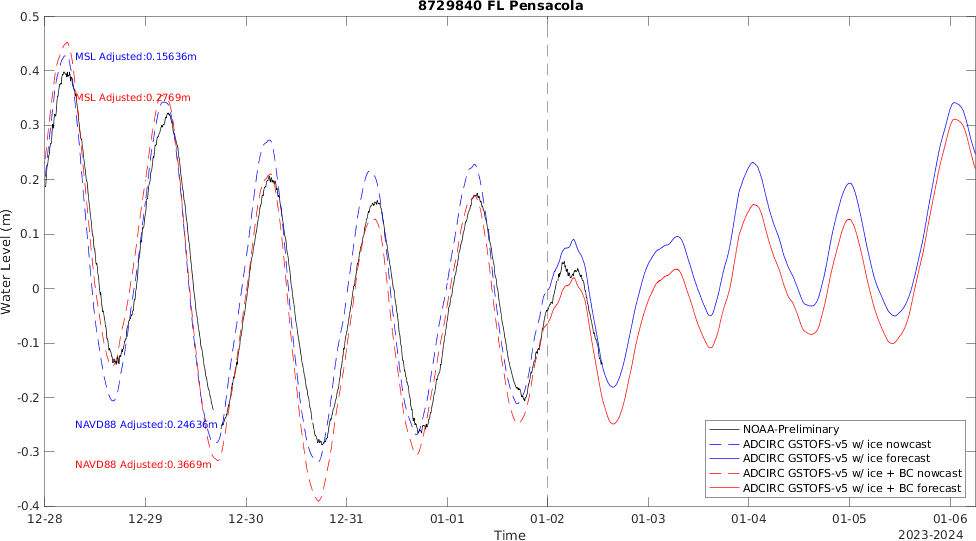 8729840 FL Pensacola
0.5
0.4
0.3
0.2
0.1
0
-0.1
-0.2
-0.3
-0.4
Water Level (m)
MSL Adjusted:0.15636m
MSL Adjusted:0.2769m
NAVD88 Adjusted:0.24636m
NAVD88 Adjusted:0.3669m
NOAA-Preliminary
ADCIRC GSTOFS-v5 w/ ice nowcast
ADCIRC GSTOFS-v5 w/ ice forecast
ADCIRC GSTOFS-v5 w/ ice + BC nowcast
ADCIRC GSTOFS-v5 w/ ice + BC forecast
12-28 12-29 12-30 12-31 01-01 01-02 01-03 01-04 01-05 01-06
2023-2024
Time